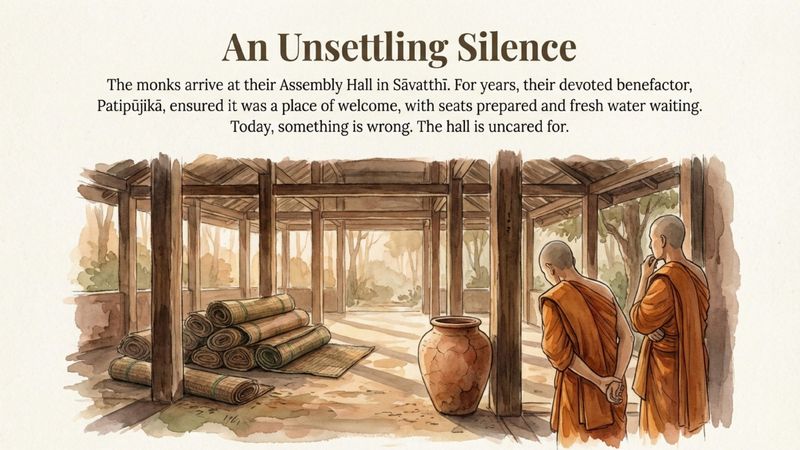 An Unsettling Silence
The monks arrive at their Assembly Hall in Sāvatthī. For years, their devoted benefactor,
Patipūjikā, ensured it was a place of welcome, with seats prepared and fresh water waiting.
Today, something is wrong. The hall is uncared for.